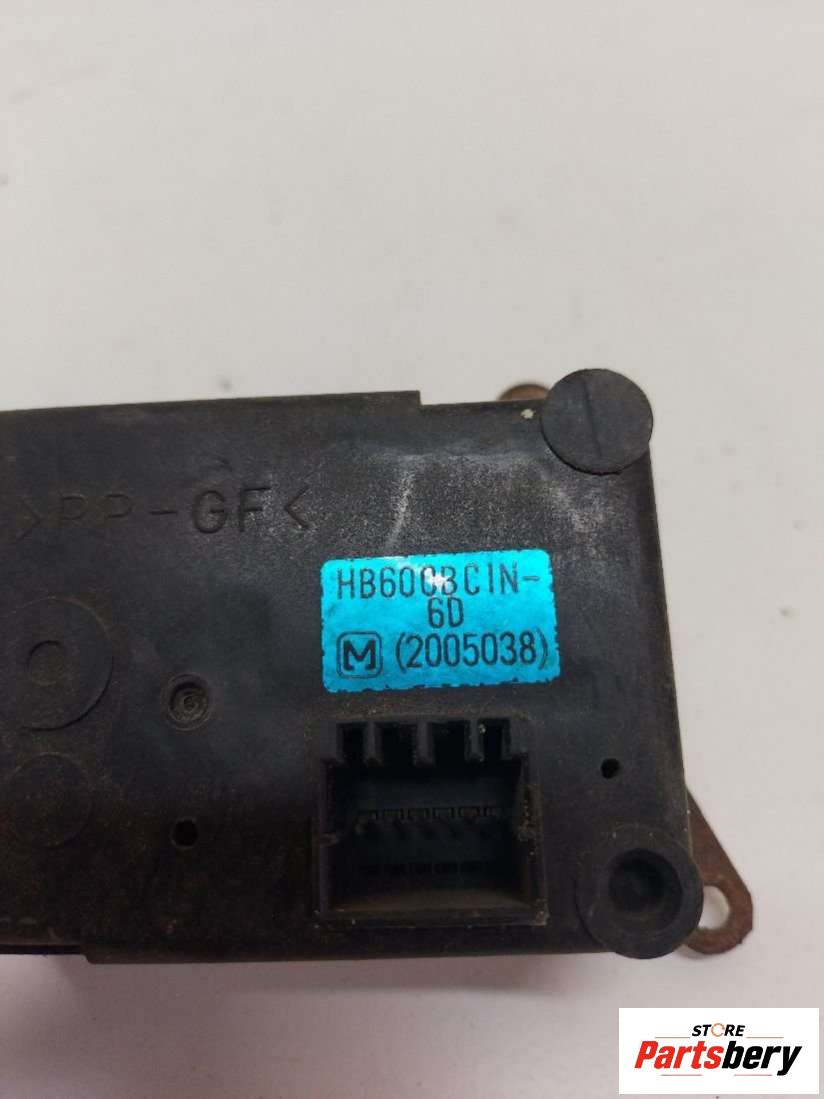 >PP-GF<
HB600BCIN-
6D
M (2005038)
STORE
Partsbery